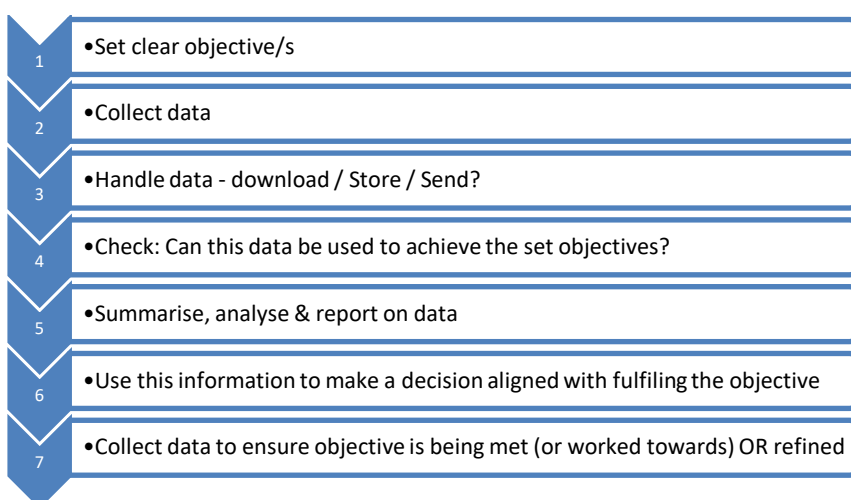 1 •Set clear objective/s
2 •Collect data
3 •Handle data - download / Store / Send?
4 •Check: Can this data be used to achieve the set objectives?
5 •Summarise, analyse & report on data
6 •Use this information to make a decision aligned with fulfiling the objective
7 •Collect data to ensure objective is being met (or worked towards) OR refined